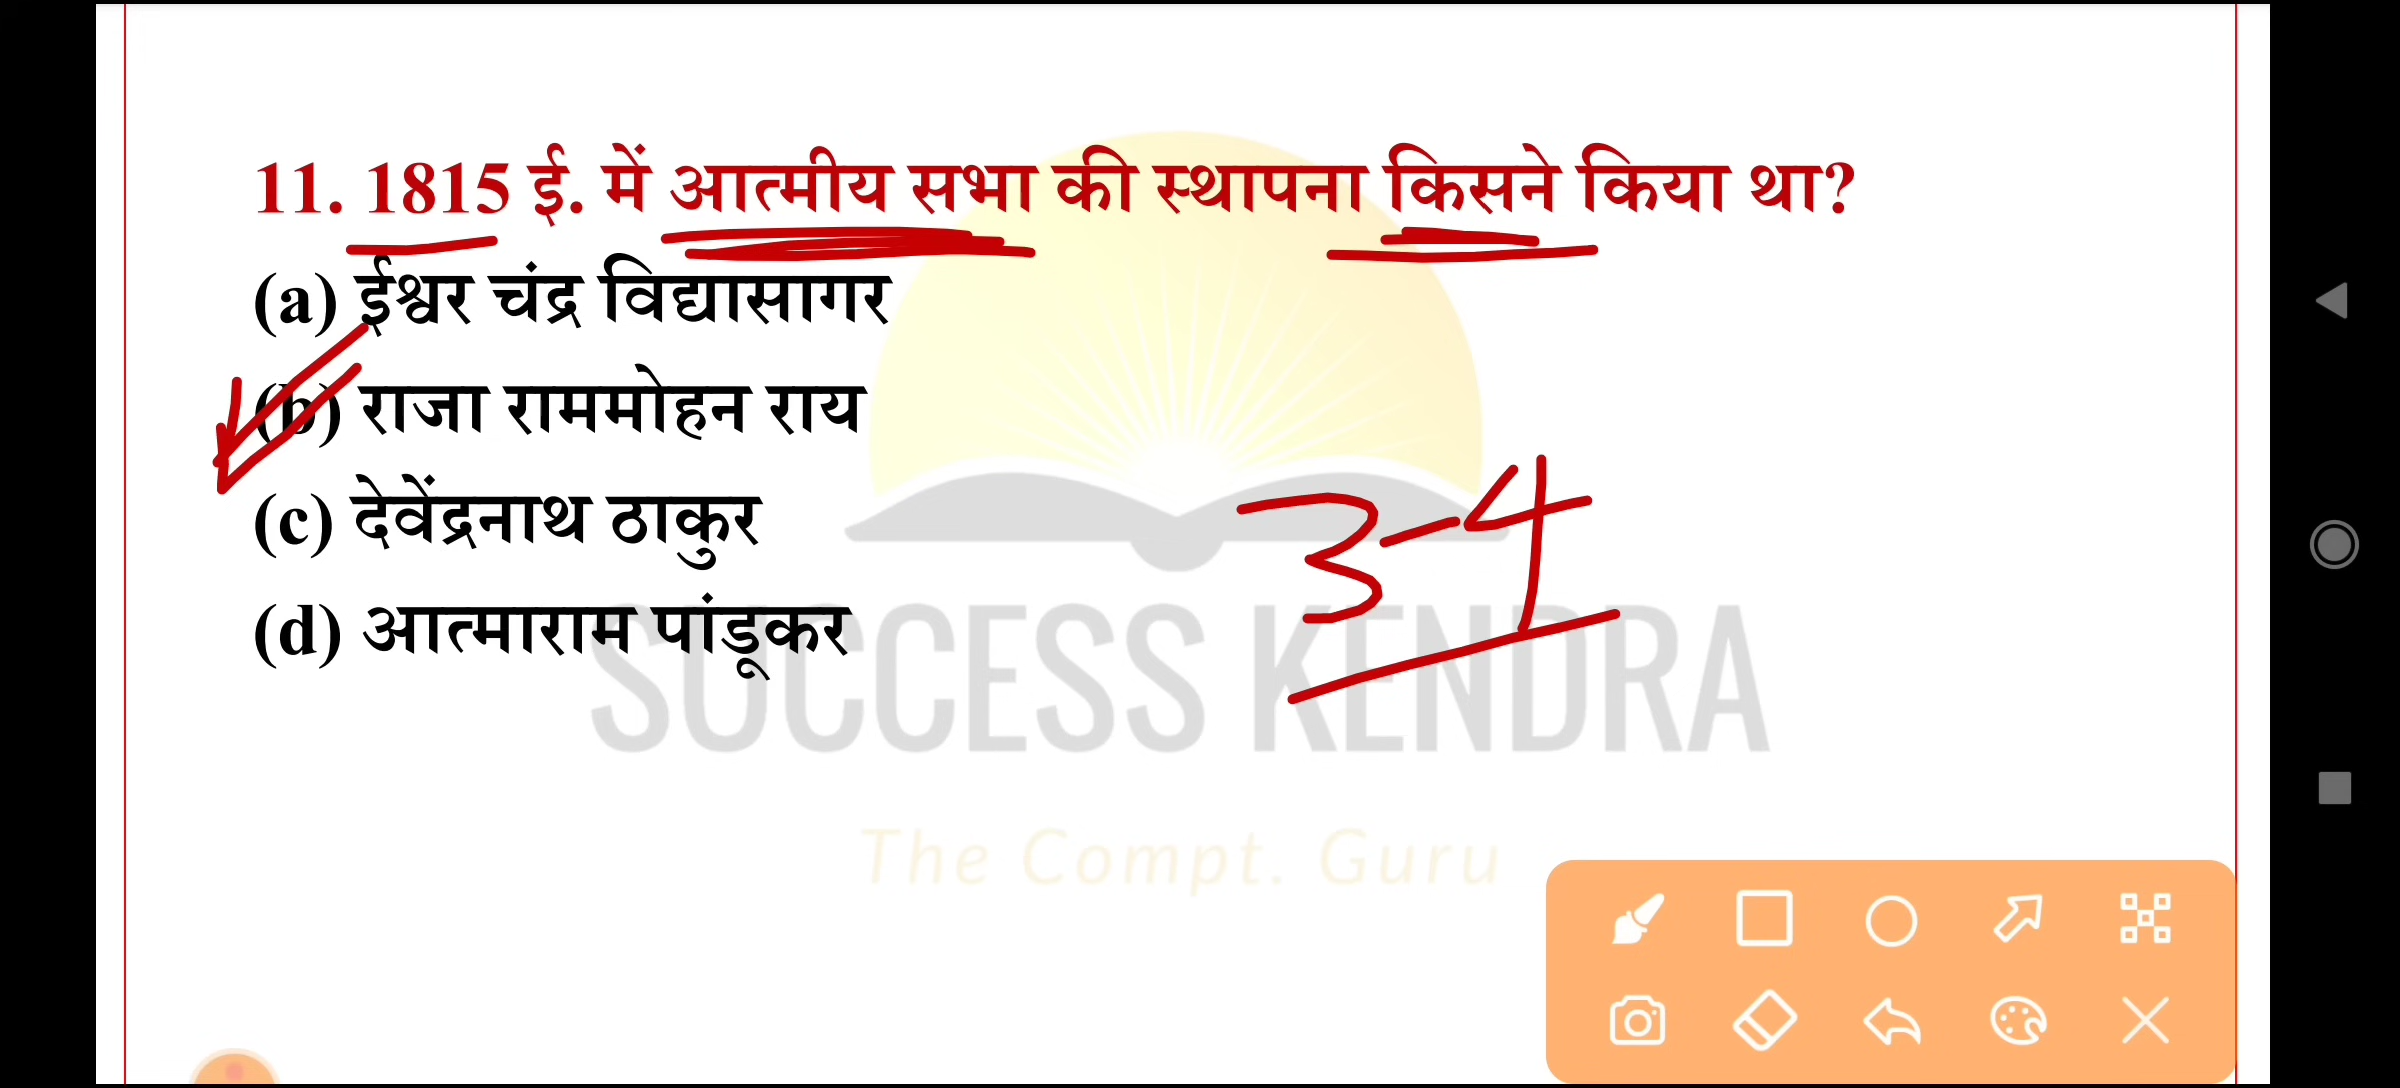 11. 1815 ई. में आत्मीय सभा की स्थापना किसने किया था?
(a) ईश्वर चंद्र विद्यासागर
(b) राजा राममोहन राय
(c) देवेंद्रनाथ ठाकुर
(d) आत्माराम पांडूकर
3-4
SUCCESS KENDRA
The Compt. Guru